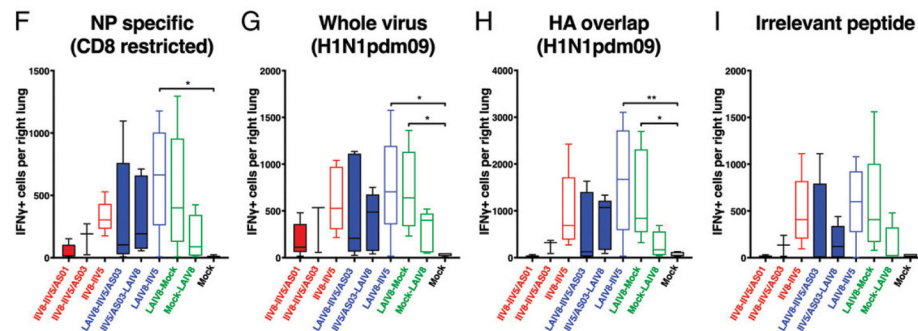 F NP specific
(CD8 restricted)
IFNγ+ cells per right lung
1500
1000
500
0
*
IIV8-IIV5/AS01
IIV8-IIV5/AS03
IIV8-IIV5
LAIV8-IIV5/AS03
IIV5/AS03-LAIV8
LAIV8-IIV5
LAIV8-Mock
Mock-LAIV8
Mock
G Whole virus
(H1N1pdm09)
IFNγ+ cells per right lung
2000
1500
1000
500
0
*
*
IIV8-IIV5/AS01
IIV8-IIV5/AS03
IIV8-IIV5
LAIV8-IIV5/AS03
IIV5/AS03-LAIV8
LAIV8-IIV5
LAIV8-Mock
Mock-LAIV8
Mock
H HA overlap
(H1N1pdm09)
IFNγ+ cells per right lung
4000
3000
2000
1000
0
**
*
IIV8-IIV5/AS01
IIV8-IIV5/AS03
IIV8-IIV5
LAIV8-IIV5/AS03
IIV5/AS03-LAIV8
LAIV8-IIV5
LAIV8-Mock
Mock-LAIV8
Mock
I Irrelevant peptide
IFNγ+ cells per right lung
2000
1500
1000
500
0
IIV8-IIV5/AS01
IIV8-IIV5/AS03
IIV8-IIV5
LAIV8-IIV5/AS03
IIV5/AS03-LAIV8
LAIV8-IIV5
LAIV8-Mock
Mock-LAIV8
Mock